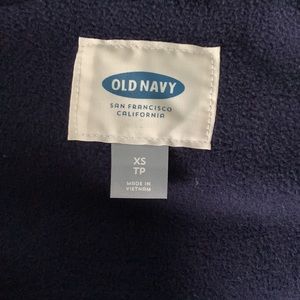 OLD NAVY
SAN FRANCISCO
CALIFORNIA
XS
TP
MADE IN
VIETNAM